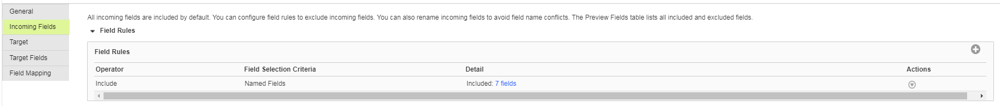 General
Incoming Fields
Target
Target Fields
Field Mapping
All incoming fields are included by default. You can configure field rules to exclude incoming fields. You can also rename incoming fields to avoid field name conflicts. The Preview Fields table lists all included and excluded fields.
Field Rules
Field Rules
Operator Field Selection Criteria Detail Actions
Include Named Fields Included: 7 fields